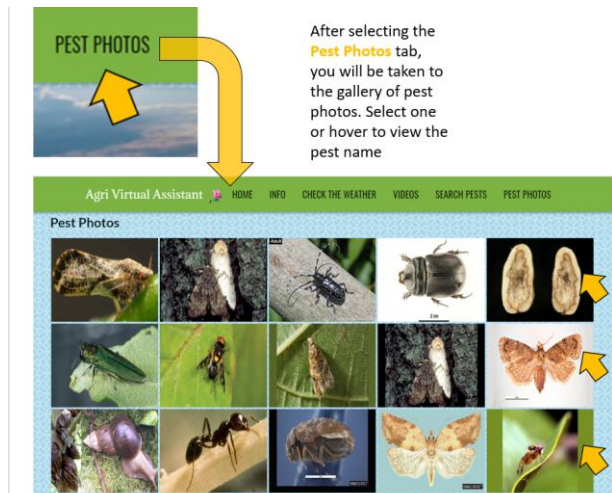 PEST PHOTOS
After selecting the
Pest Photos tab,
you will be taken to
the gallery of pest
photos. Select one
or hover to view the
pest name
Agri Virtual Assistant HOME INFO CHECK THE WEATHER VIDEOS SEARCH PESTS PEST PHOTOS
Pest Photos
Adult